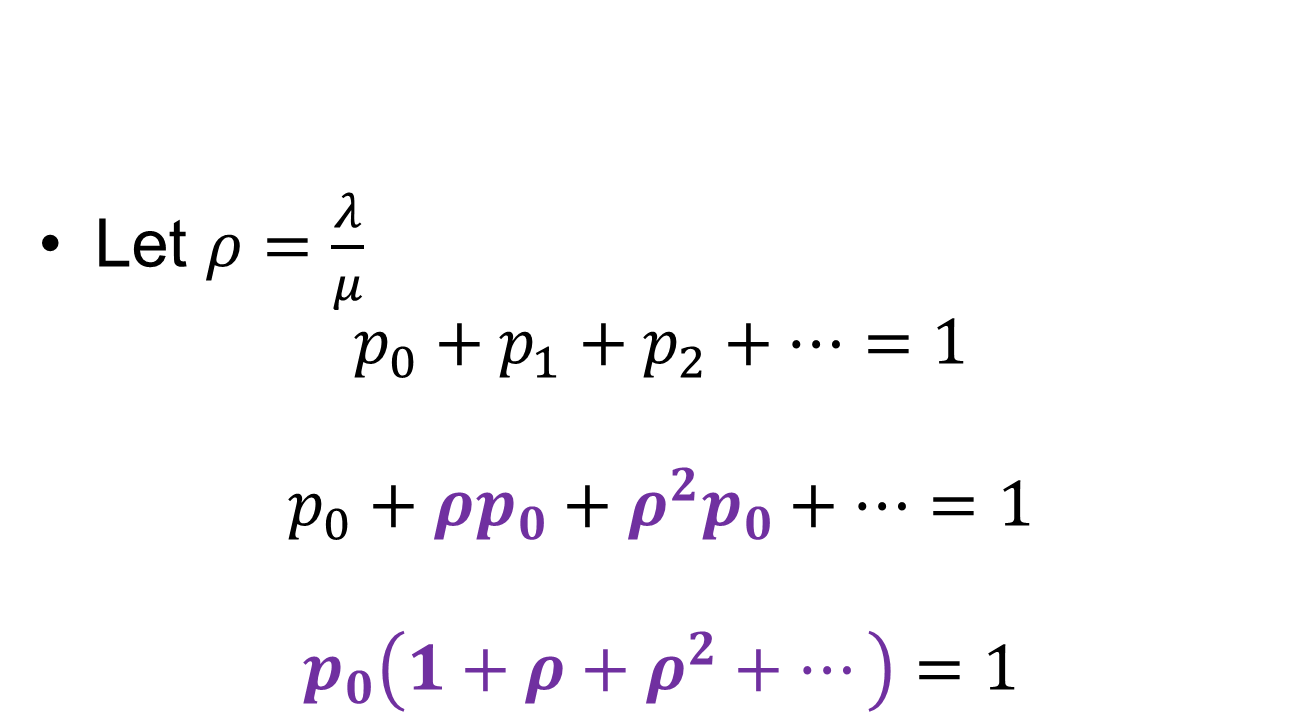 • Let 𝜌 = 𝜆/𝜇
𝑝₀ + 𝑝₁ + 𝑝₂ + ⋯ = 1
𝑝₀ + 𝝆𝒑₀ + 𝝆²𝒑₀ + ⋯ = 1
𝒑₀(𝟏 + 𝝆 + 𝝆² + ⋯) = 1